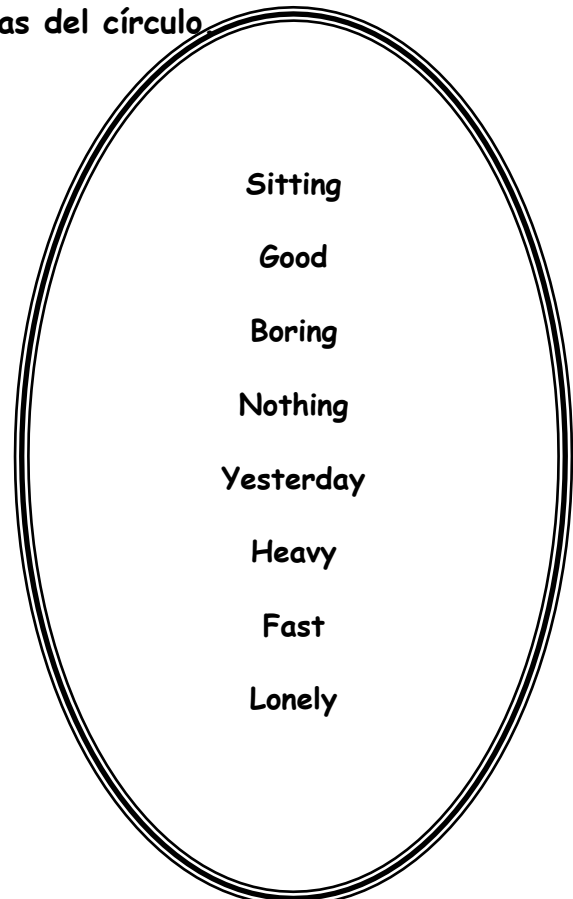 as del círculo.
Sitting
Good
Boring
Nothing
Yesterday
Heavy
Fast
Lonely